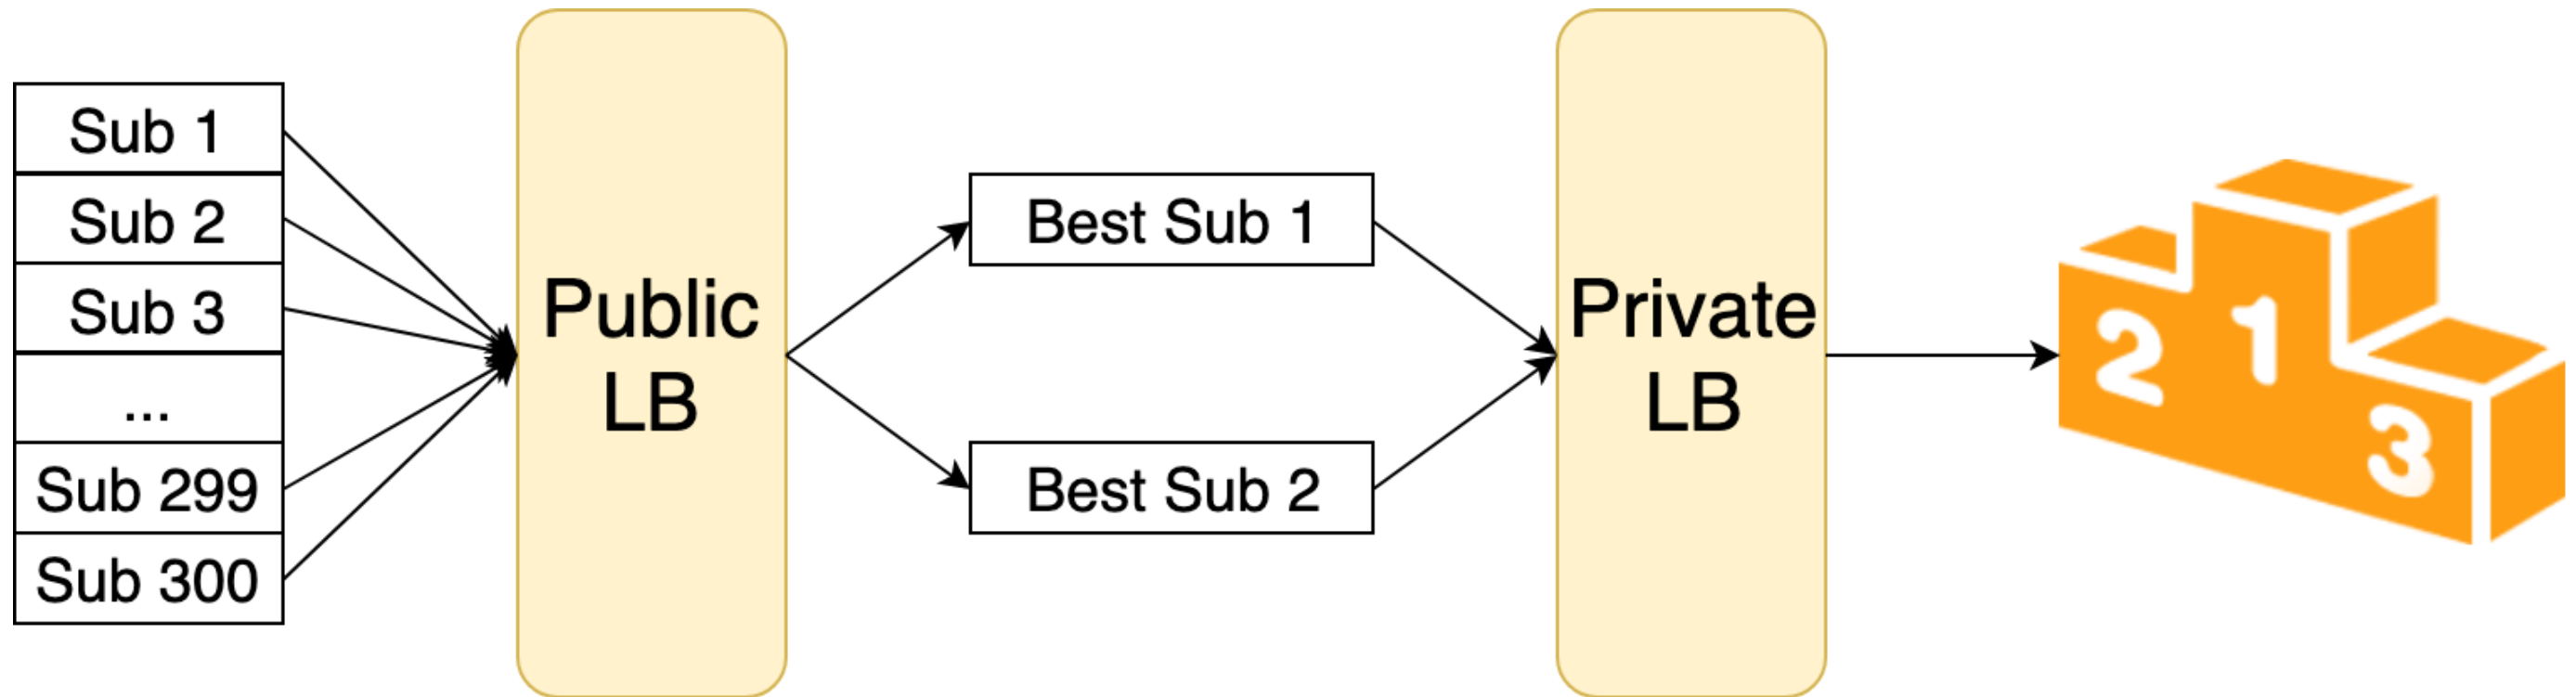 Sub 1
Sub 2
Sub 3
...
Sub 299
Sub 300
Public
LB
Best Sub 1
Best Sub 2
Private
LB
2
1
3